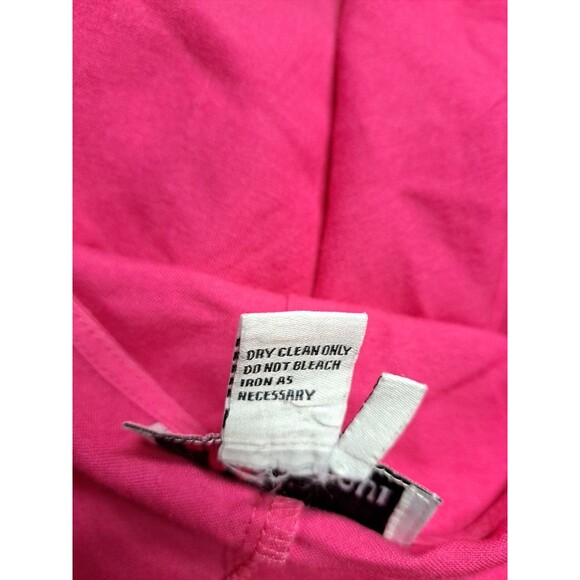 DRY CLEAN ONLY
DO NOT BLEACH
IRON AS
NECESSARY